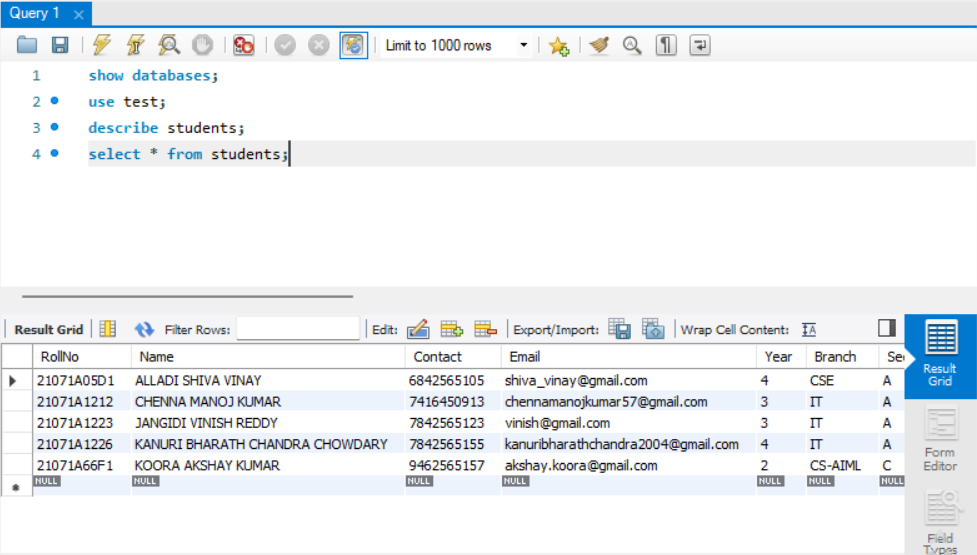 Query 1
Limit to 1000 rows
1 show databases;
2 use test;
3 describe students;
4 select * from students;
Result Grid Filter Rows: Edit: Export/Import: Wrap Cell Content: IA
RollNo Name Contact Email Year Branch Sec
21071A05D1 ALLADI SHIVA VINAY 6842565105 shiva_vinay@gmail.com 4 CSE A
21071A1212 CHENNA MANOJ KUMAR 7416450913 chennamanojkumar57@gmail.com 3 IT A
21071A1223 JANGIDI VINISH REDDY 7842565123 vinish@gmail.com 3 IT A
21071A1226 KANURI BHARATH CHANDRA CHOWDARY 7842565155 kanuribharathchandra2004@gmail.com 4 IT A
21071A66F1 KOORA AKSHAY KUMAR 9462565157 akshay.koora@gmail.com 2 CS-AIML C
NULL NULL NULL NULL NULL NULL NULL
Result
Grid
Form
Editor
Field
Types